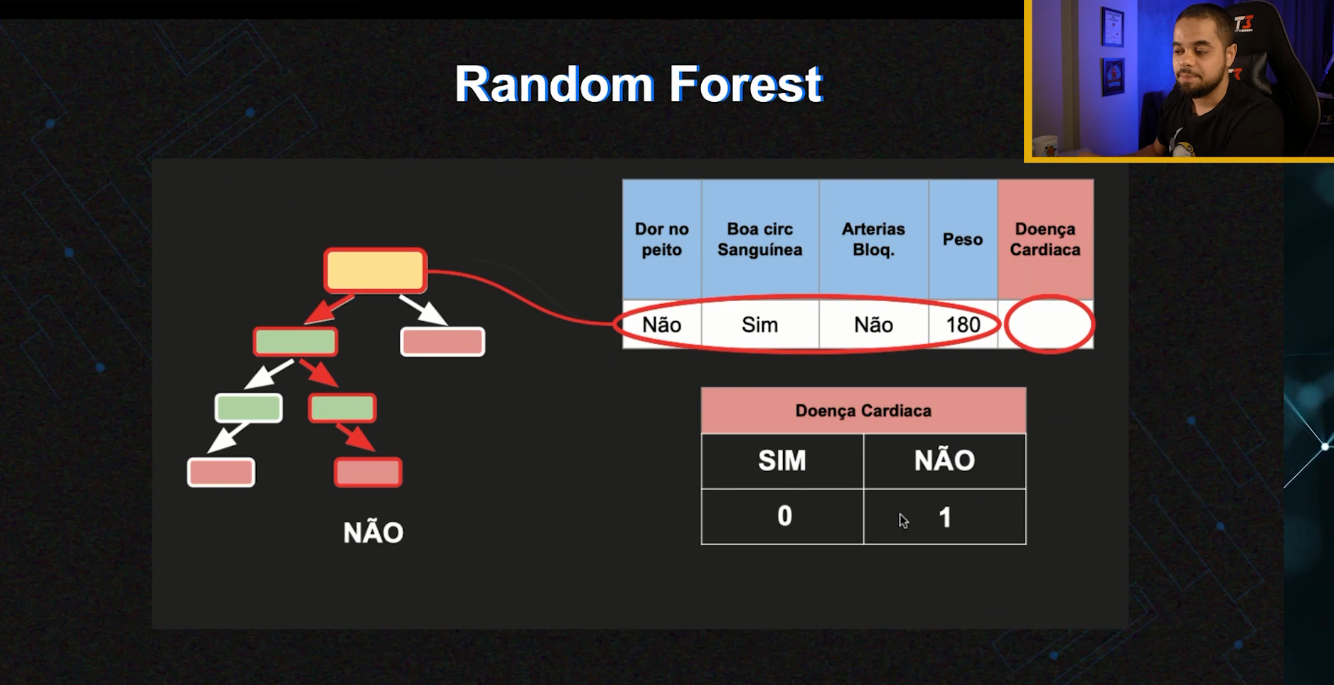 Random Forest
T3
Dor no
peito
Boa circ
Sanguínea
Arterias
Bloq.
Peso
Doença
Cardiaca
Não
Sim
Não
180
Doença Cardiaca
SIM
NÃO
0
1
NÃO